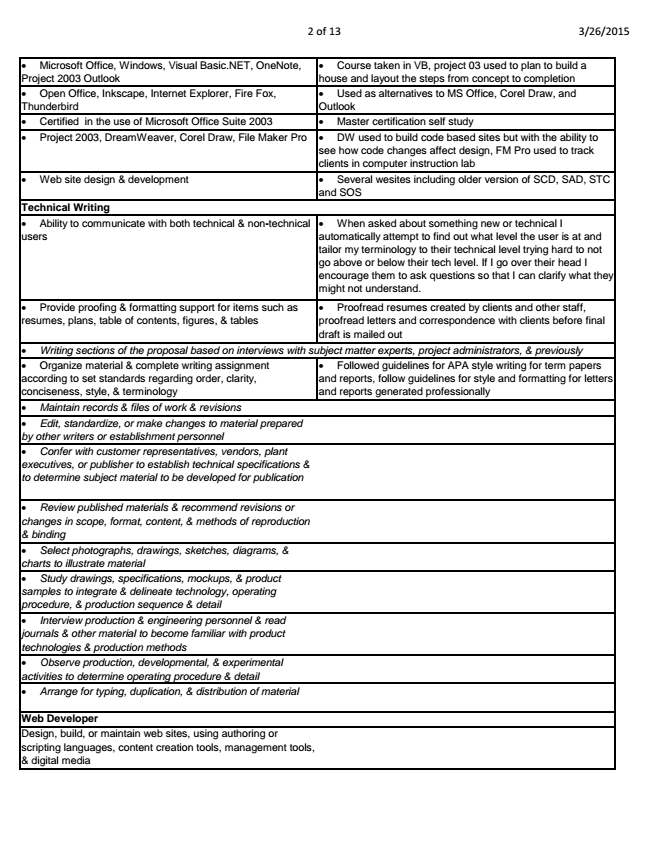 2 of 13
3/26/2015
• Microsoft Office, Windows, Visual Basic.NET, OneNote,
Project 2003 Outlook
• Course taken in VB, project 03 used to plan to build a
house and layout the steps from concept to completion
• Open Office, Inkscape, Internet Explorer, Fire Fox,
Thunderbird
• Used as alternatives to MS Office, Corel Draw, and
Outlook
• Certified in the use of Microsoft Office Suite 2003
• Master certification self study
• Project 2003, DreamWeaver, Corel Draw, File Maker Pro
• DW used to build code based sites but with the ability to
see how code changes affect design, FM Pro used to track
clients in computer instruction lab
• Web site design & development
• Several wesites including older version of SCD, SAD, STC
and SOS
Technical Writing
• Ability to communicate with both technical & non-technical
users
• When asked about something new or technical I
automatically attempt to find out what level the user is at and
tailor my terminology to their technical level trying hard to not
go above or below their tech level. If I go over their head I
encourage them to ask questions so that I can clarify what they
might not understand.
• Provide proofing & formatting support for items such as
resumes, plans, table of contents, figures, & tables
• Proofread resumes created by clients and other staff,
proofread letters and correspondence with clients before final
draft is mailed out
• Writing sections of the proposal based on interviews with subject matter experts, project administrators, & previously
• Organize material & complete writing assignment
according to set standards regarding order, clarity,
conciseness, style, & terminology
• Followed guidelines for APA style writing for term papers
and reports, follow guidelines for style and formatting for letters
and reports generated professionally
• Maintain records & files of work & revisions
• Edit, standardize, or make changes to material prepared
by other writers or establishment personnel
• Confer with customer representatives, vendors, plant
executives, or publisher to establish technical specifications &
to determine subject material to be developed for publication
• Review published materials & recommend revisions or
changes in scope, format, content, & methods of reproduction
& binding
• Select photographs, drawings, sketches, diagrams, &
charts to illustrate material
• Study drawings, specifications, mockups, & product
samples to integrate & delineate technology, operating
procedure, & production sequence & detail
• Interview production & engineering personnel & read
journals & other material to become familiar with product
technologies & production methods
• Observe production, developmental, & experimental
activities to determine operating procedure & detail
• Arrange for typing, duplication, & distribution of material
Web Developer
Design, build, or maintain web sites, using authoring or
scripting languages, content creation tools, management tools,
& digital media